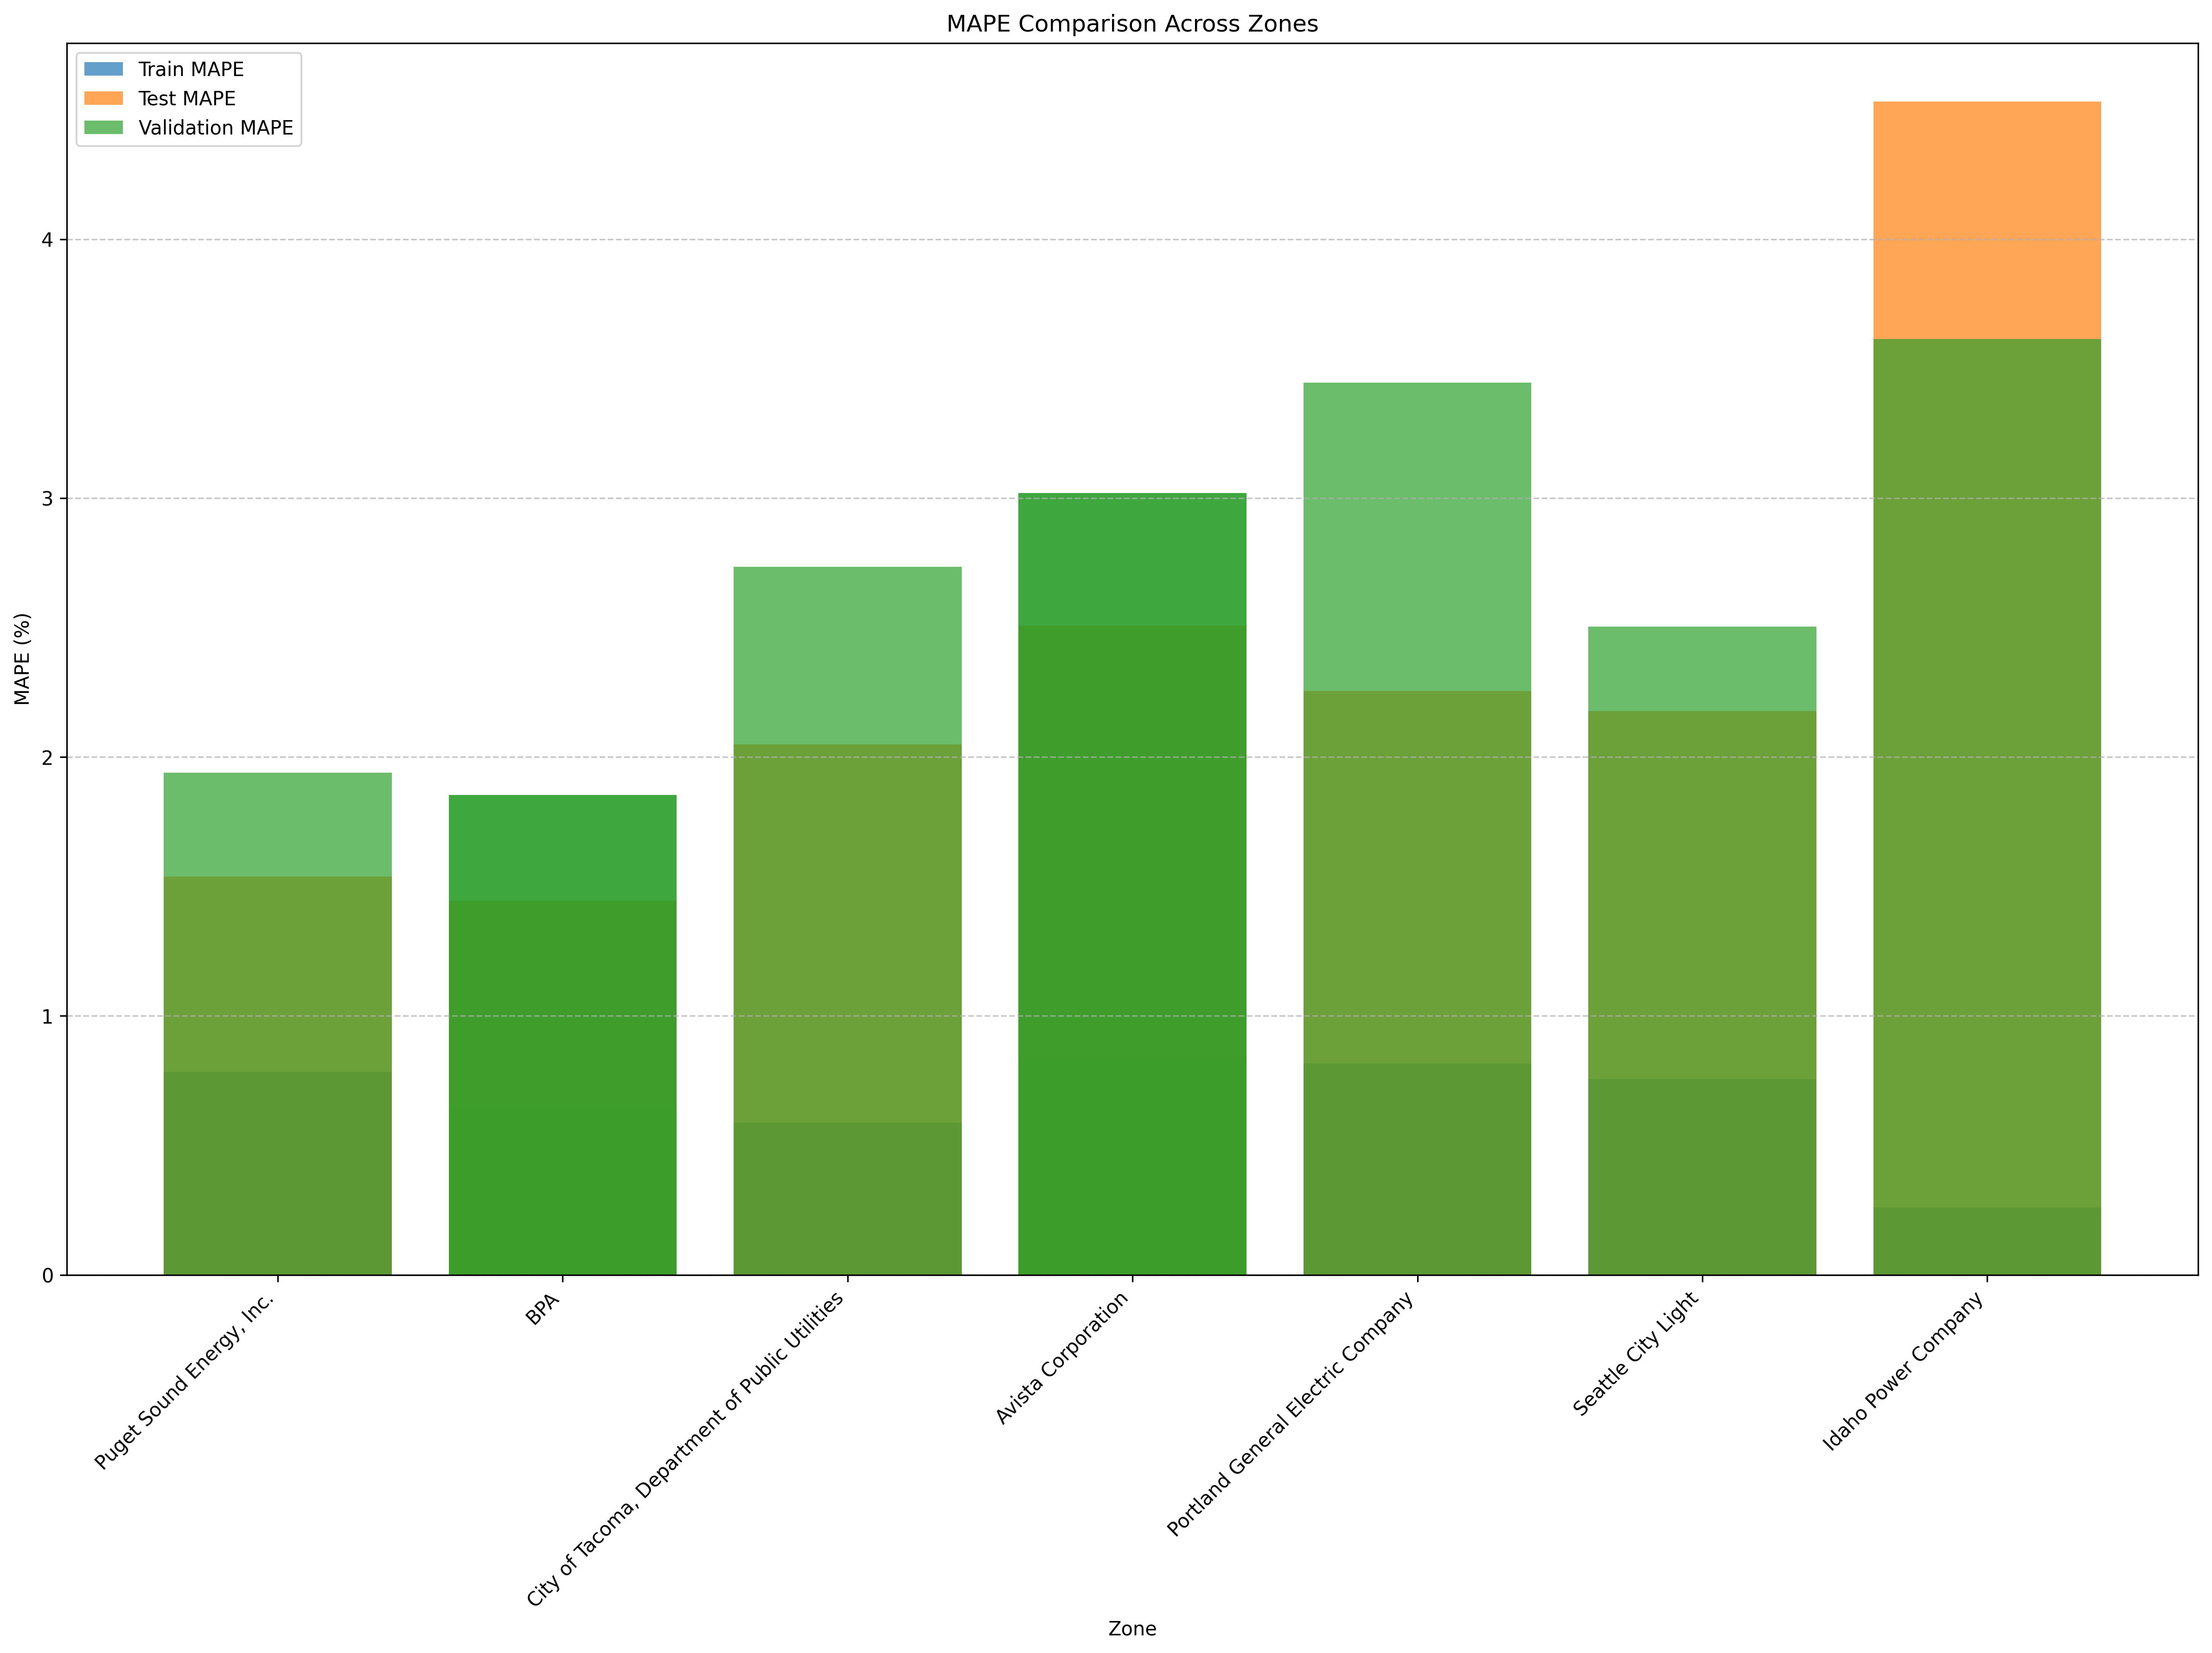 MAPE Comparison Across Zones
Train MAPE
Test MAPE
Validation MAPE
MAPE (%)
4
3
2
1
0
Puget Sound Energy, Inc.
BPA
City of Tacoma, Department of Public Utilities
Avista Corporation
Portland General Electric Company
Seattle City Light
Idaho Power Company
Zone